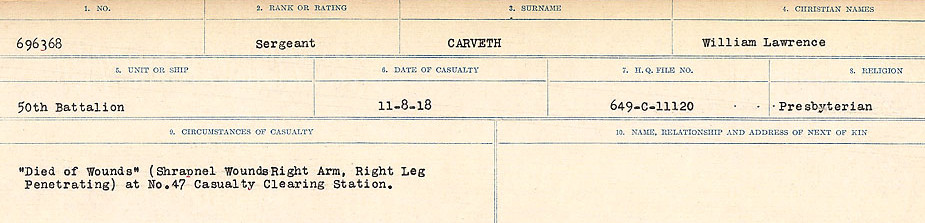 1. NO. 2. RANK OR RATING 3. SURNAME 4. CHRISTIAN NAMES
696368 Sergeant CARVETH William Lawrence
5. UNIT OR SHIP 6. DATE OF CASUALTY 7. H.Q. FILE NO. 8. RELIGION
50th Battalion 11-8-18 649-C-11120 Presbyterian
9. CIRCUMSTANCES OF CASUALTY 10. NAME, RELATIONSHIP AND ADDRESS OF NEXT OF KIN
"Died of Wounds" (Shrapnel Wounds Right Arm, Right Leg
Penetrating) at No.47 Casualty Clearing Station.